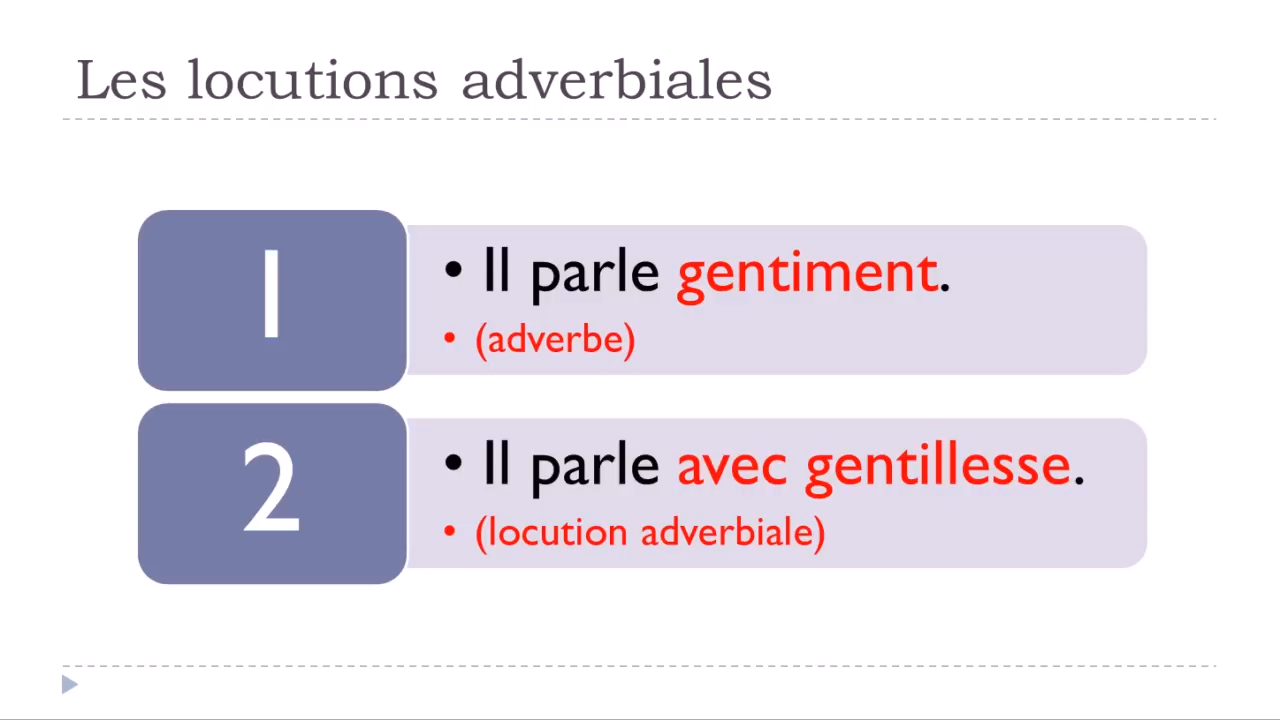 Les locutions adverbiales
1
• Il parle gentiment.
• (adverbe)
2
• Il parle avec gentillesse.
• (locution adverbiale)